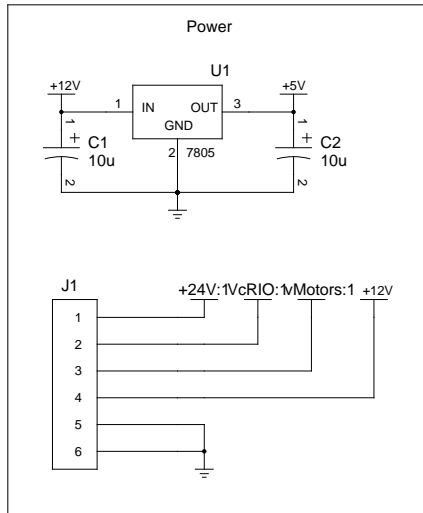 Power
U1
+12V
+5V
1
IN
OUT
3
GND
2
7805
1
+
C1
10u
2
1
+
C2
10u
2
J1
+24V:1
VcRIO:1
vMotors:1
+12V
1
2
3
4
5
6